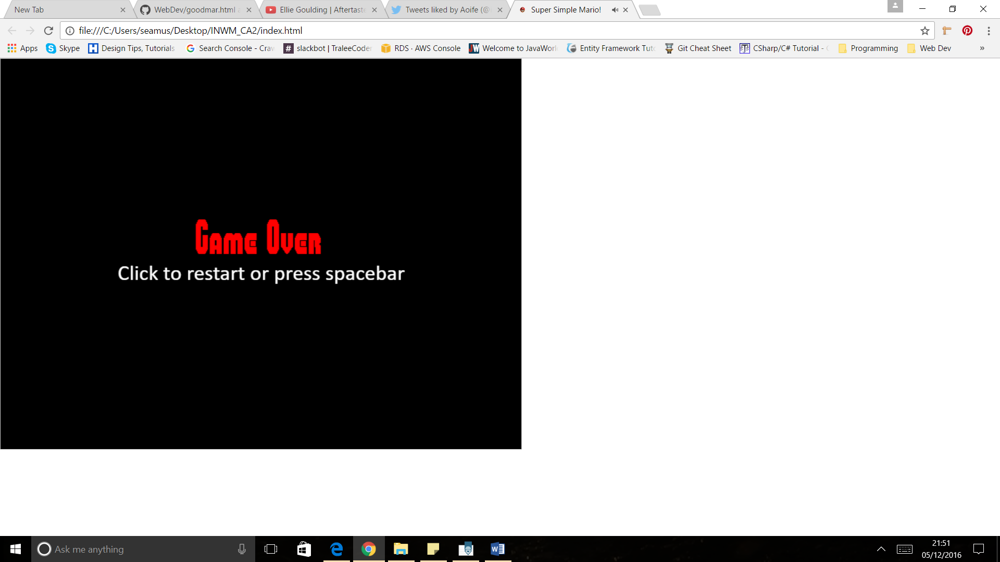 New Tab
WebDev/goodmar.html
Ellie Goulding | Aftertaste
Tweets liked by Aoife (@
Super Simple Mario!
file:///C:/Users/seamus/Desktop/INWM_CA2/index.html
Apps
Skype
Design Tips, Tutorials
Search Console - Craw
slackbot | TraleeCoder
RDS · AWS Console
Welcome to JavaWorl
Entity Framework Tut
Git Cheat Sheet
CSharp/C# Tutorial -
Programming
Web Dev
»
Game Over
Click to restart or press spacebar
Ask me anything
21:51
05/12/2016